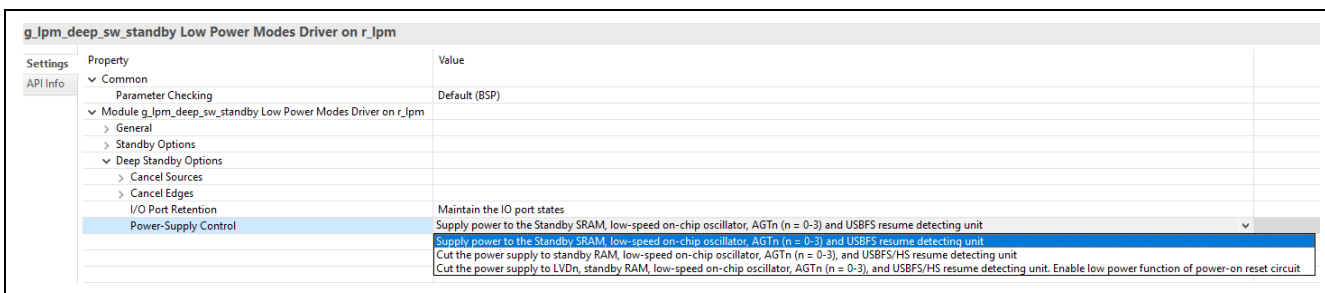 g_lpm_deep_sw_standby Low Power Modes Driver on r_lpm
Settings
API Info
Property Value
Common
Parameter Checking Default (BSP)
Module g_lpm_deep_sw_standby Low Power Modes Driver on r_lpm
General
Standby Options
Deep Standby Options
Cancel Sources
Cancel Edges
I/O Port Retention Maintain the IO port states
Power-Supply Control Supply power to the Standby SRAM, low-speed on-chip oscillator, AGTn (n = 0-3) and USBFS resume detecting unit
Supply power to the Standby SRAM, low-speed on-chip oscillator, AGTn (n = 0-3) and USBFS resume detecting unit
Cut the power supply to standby RAM, low-speed on-chip oscillator, AGTn (n = 0-3), and USBFS/HS resume detecting unit
Cut the power supply to LVDn, standby RAM, low-speed on-chip oscillator, AGTn (n = 0-3), and USBFS/HS resume detecting unit. Enable low power function of power-on reset circuit